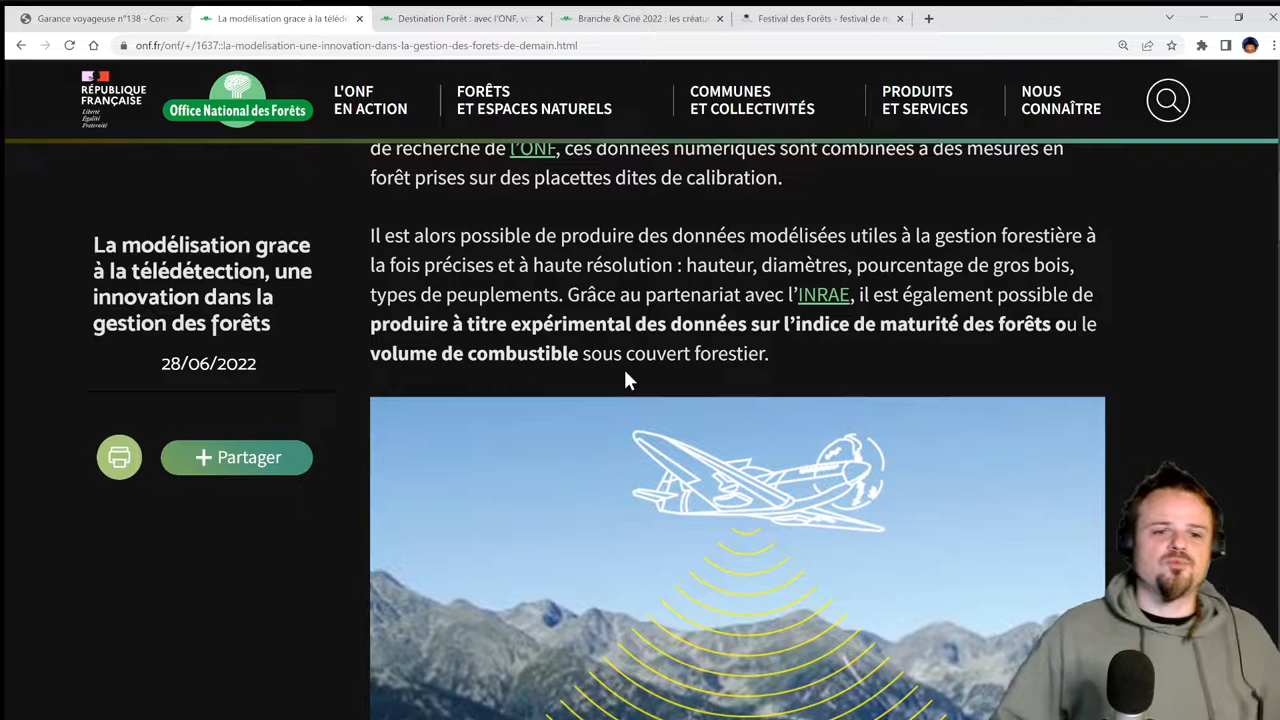 Garance voyageuse n°138 - Con
La modélisation grace à la téléd
Destination Forêt : avec l'ONF, vo
Branche & Ciné 2022 : les créatu
Festival des Forêts - festival de m
onf.fr/onf/+/1637::la-modelisation-une-innovation-dans-la-gestion-des-forets-de-demain.html
RÉPUBLIQUE
FRANÇAISE
Liberté
Égalité
Fraternité
Office National des Forêts
L'ONF
EN ACTION
FORÊTS
ET ESPACES NATURELS
COMMUNES
ET COLLECTIVITÉS
PRODUITS
ET SERVICES
NOUS
CONNAÎTRE
de recherche de l'ONF, ces données numériques sont combinées à des mesures en
forêt prises sur des placettes dites de calibration.
Il est alors possible de produire des données modélisées utiles à la gestion forestière à
la fois précises et à haute résolution : hauteur, diamètres, pourcentage de gros bois,
types de peuplements. Grâce au partenariat avec l'INRAE, il est également possible de
produire à titre expérimental des données sur l'indice de maturité des forêts ou le
volume de combustible sous couvert forestier.
La modélisation grace
à la télédétection, une
innovation dans la
gestion des forêts
28/06/2022
+ Partager